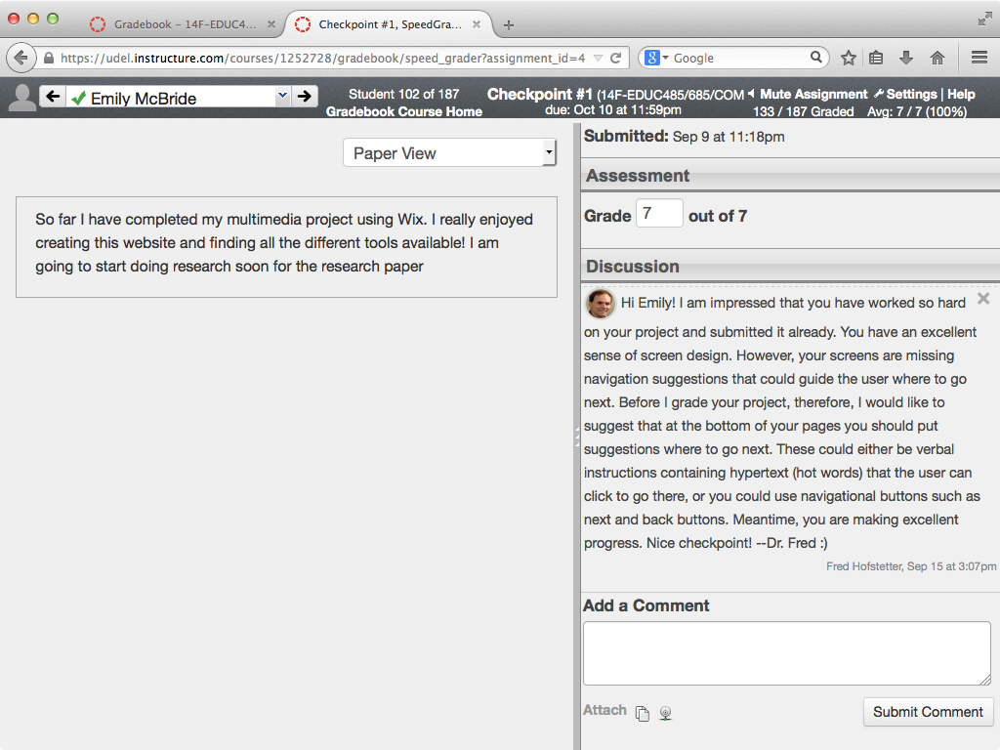 Gradebook - 14F-EDUC4...
Checkpoint #1, SpeedGra...
https://udel.instructure.com/courses/1252728/gradebook/speed_grader?assignment_id=4
Google
Emily McBride
Student 102 of 187
Gradebook Course Home
Checkpoint #1 (14F-EDUC485/685/COM
due: Oct 10 at 11:59pm
Mute Assignment Settings | Help
133 / 187 Graded Avg: 7 / 7 (100%)
Paper View
So far I have completed my multimedia project using Wix. I really enjoyed
creating this website and finding all the different tools available! I am
going to start doing research soon for the research paper
Submitted: Sep 9 at 11:18pm
Assessment
Grade 7 out of 7
Discussion
Hi Emily! I am impressed that you have worked so hard
on your project and submitted it already. You have an excellent
sense of screen design. However, your screens are missing
navigation suggestions that could guide the user where to go
next. Before I grade your project, therefore, I would like to
suggest that at the bottom of your pages you should put
suggestions where to go next. These could either be verbal
instructions containing hypertext (hot words) that the user can
click to go there, or you could use navigational buttons such as
next and back buttons. Meantime, you are making excellent
progress. Nice checkpoint! --Dr. Fred :)
Fred Hofstetter, Sep 15 at 3:07pm
Add a Comment
Attach
Submit Comment